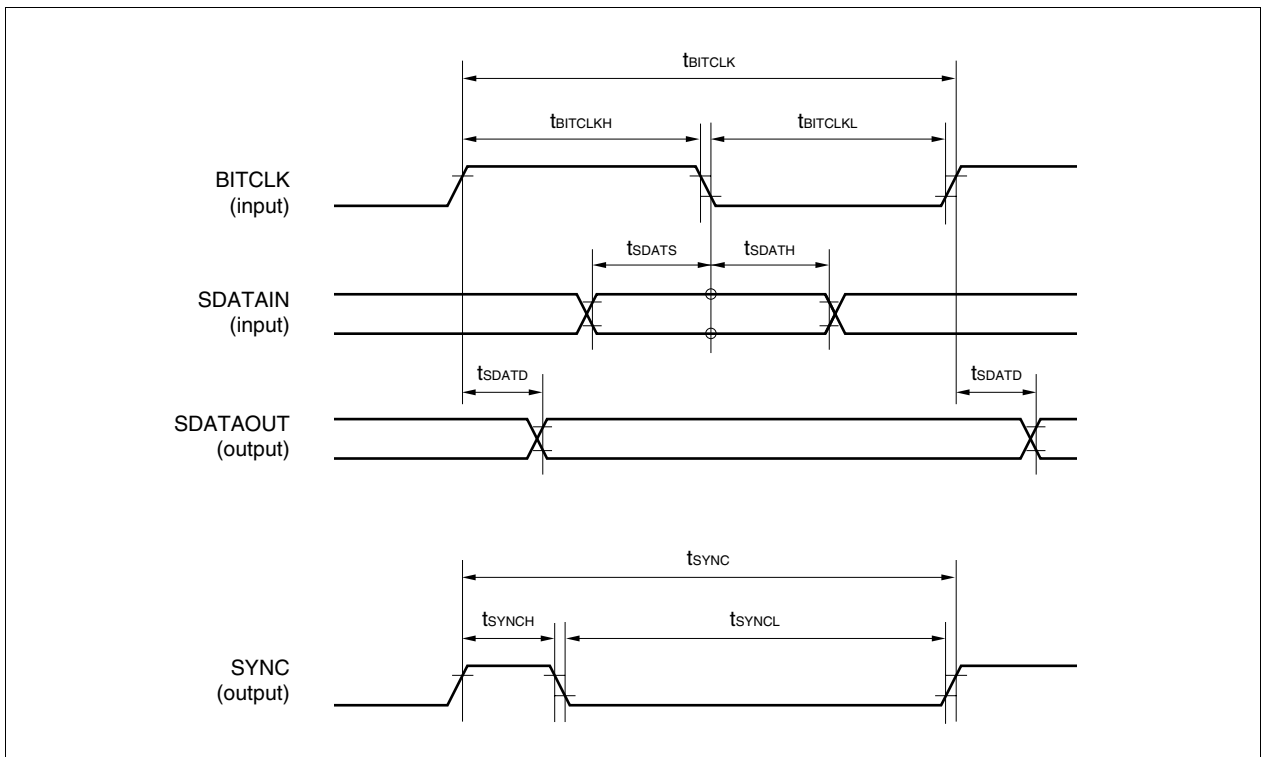 tBITCLK
tBITCLKH tBITCLKL
BITCLK
(input)
tSDATS tSDATH
SDATAIN
(input)
tSDATD tSDATD
SDATAOUT
(output)
tSYNC
tSYNCH tSYNCL
SYNC
(output)